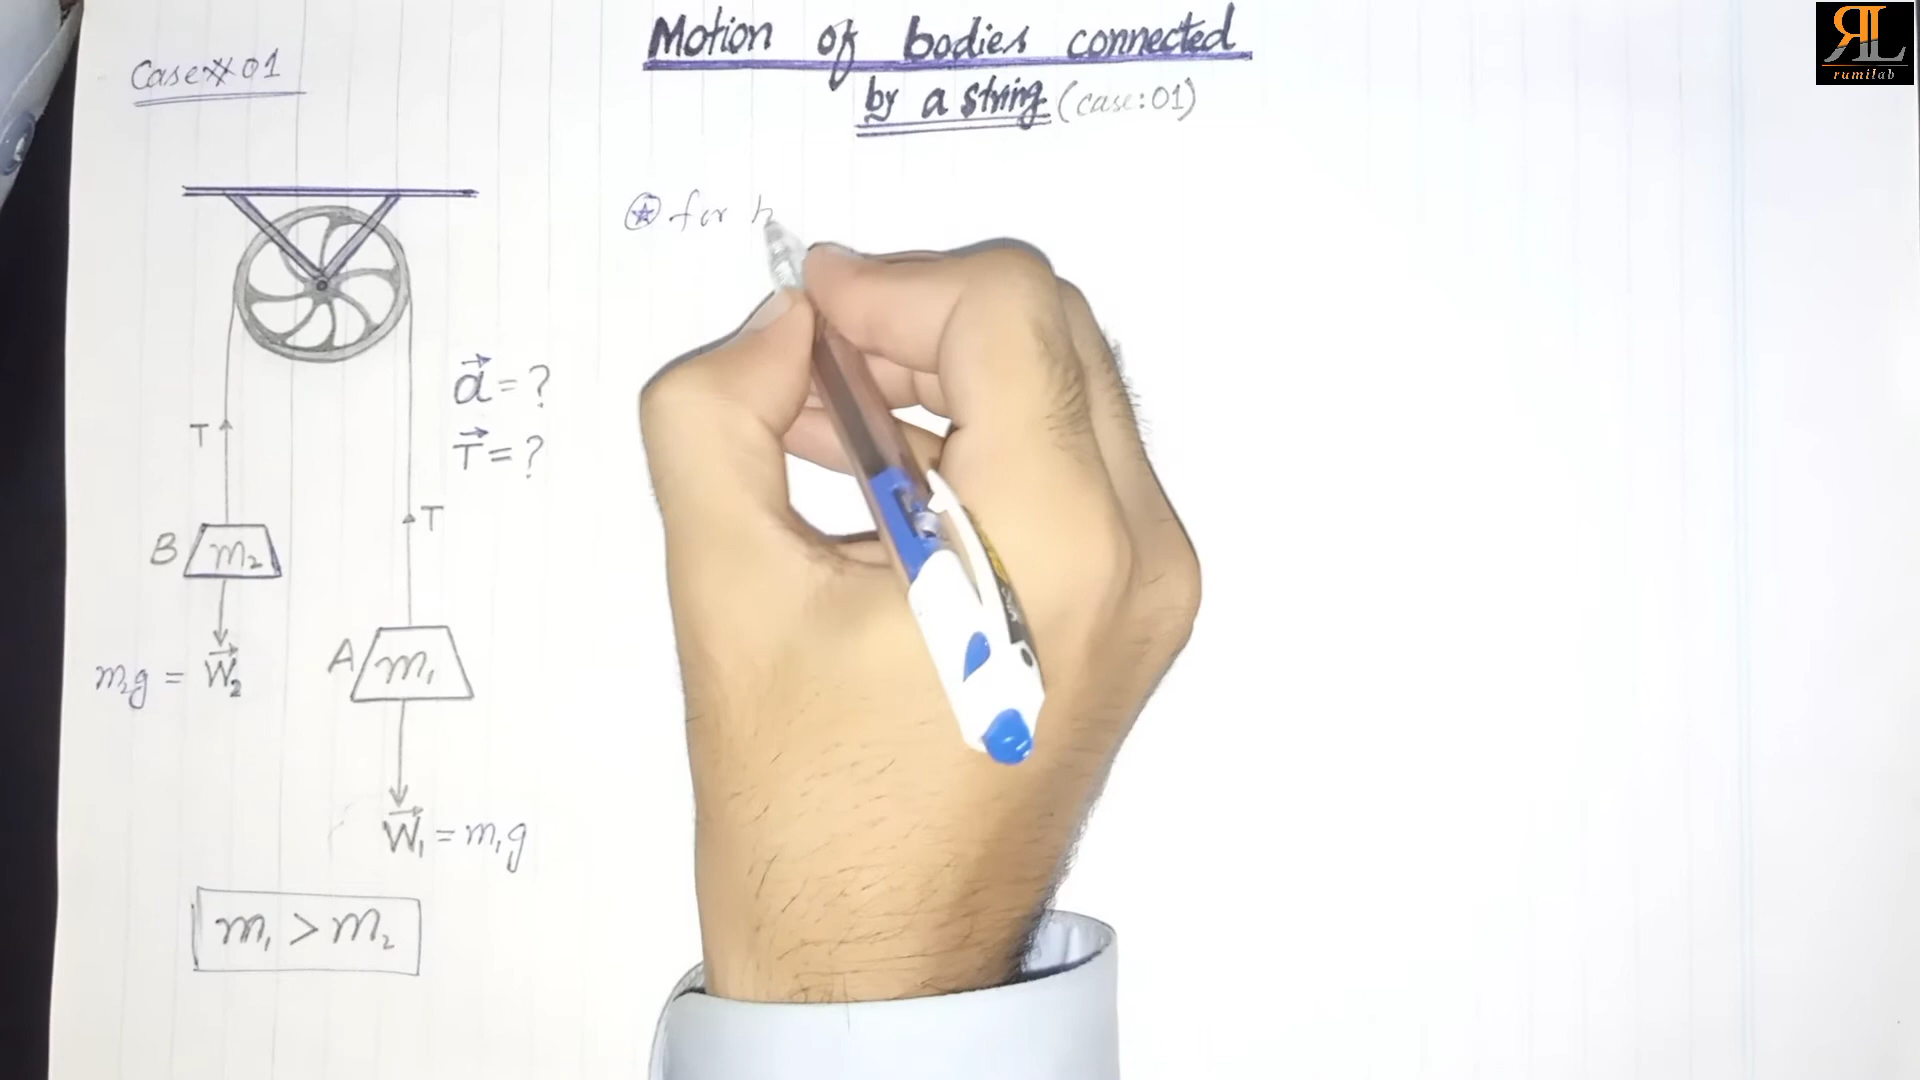 Motion of bodies connected
by a string (case:01)
Case # 01
RL
rumilab
for
a = ?
T = ?
T
T
B
m₂
A
m₁
m₂g = W₂
W₁ = m₁g
m₁ > m₂